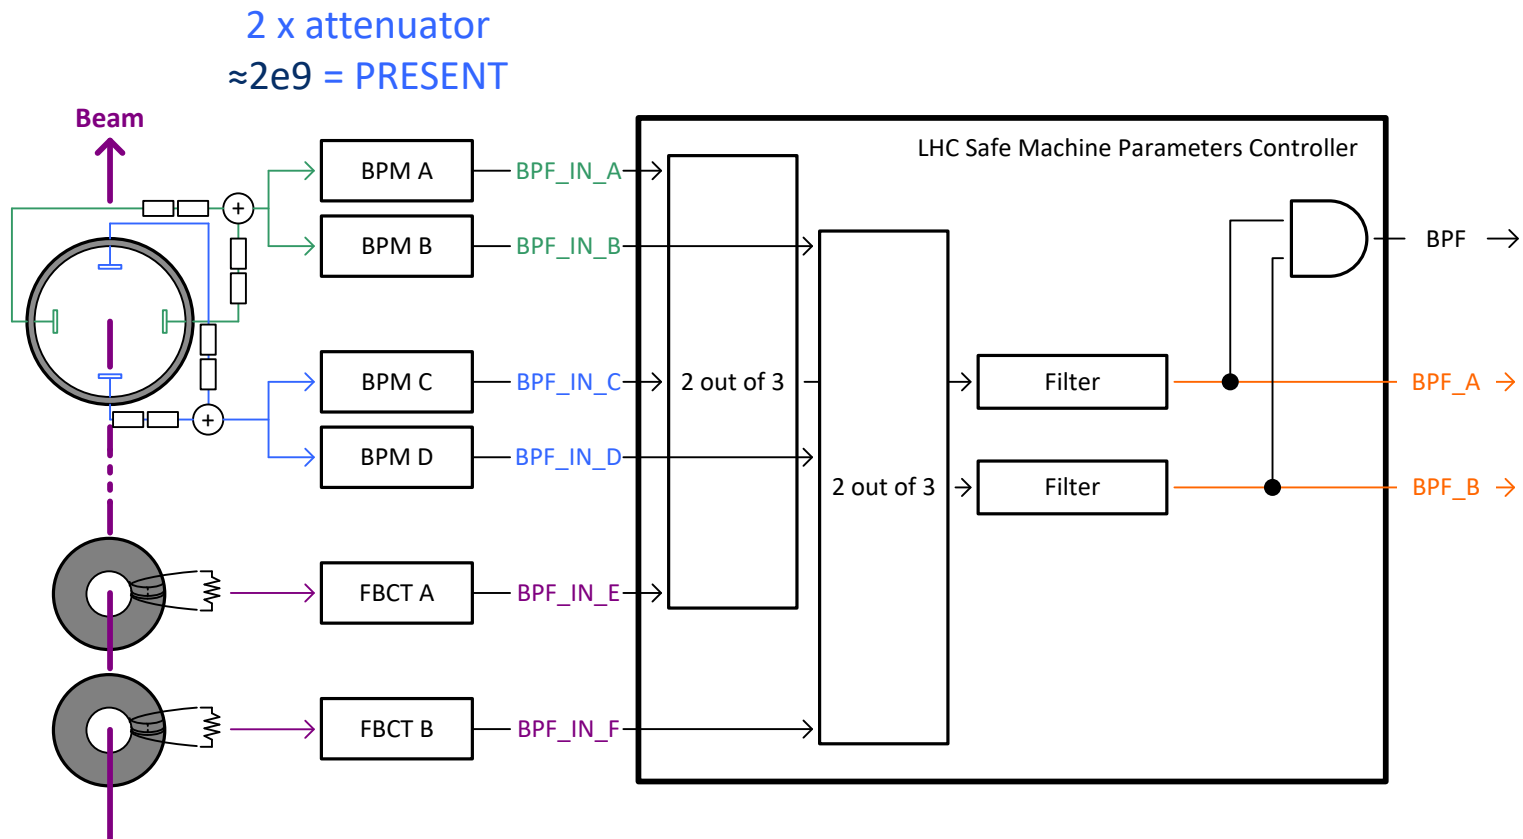 2 x attenuator
≈2e9 = PRESENT
Beam
LHC Safe Machine Parameters Controller
BPM A
BPF_IN_A
BPM B
BPF_IN_B
BPF
BPM C
BPF_IN_C
2 out of 3
Filter
BPF_A
BPM D
BPF_IN_D
2 out of 3
Filter
BPF_B
FBCT A
BPF_IN_E
FBCT B
BPF_IN_F
+
+